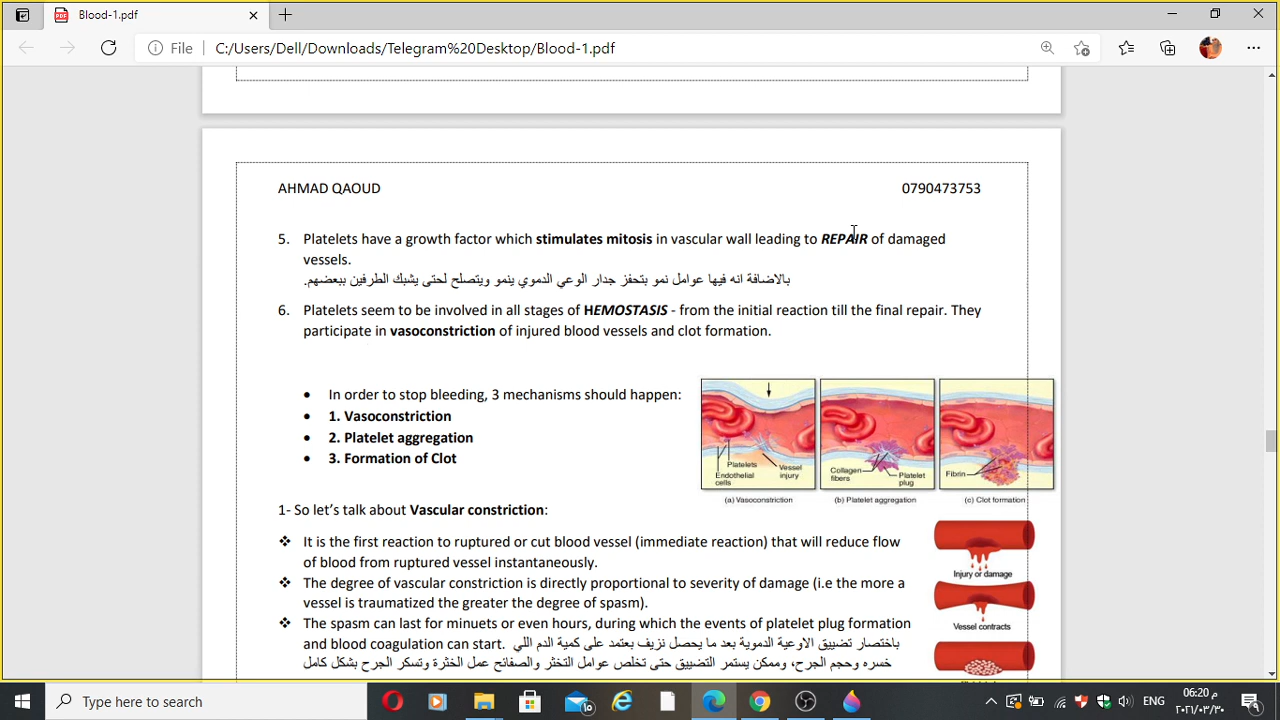 Blood-1.pdf
File
C:/Users/Dell/Downloads/Telegram%20Desktop/Blood-1.pdf
AHMAD QAOUD 0790473753
5. Platelets have a growth factor which stimulates mitosis in vascular wall leading to REPAIR of damaged
vessels.
بالاضافة انه فيها عوامل نمو بتحفز جدار الوعي الدموي ينمو ويتصلح لحتى يشبك الطرفين ببعضهم.
6. Platelets seem to be involved in all stages of HEMOSTASIS - from the initial reaction till the final repair. They
participate in vasoconstriction of injured blood vessels and clot formation.
• In order to stop bleeding, 3 mechanisms should happen:
• 1. Vasoconstriction
• 2. Platelet aggregation
• 3. Formation of Clot
Platelets
Endothelial
cells
Vessel
injury
(a) Vasoconstriction
Collagen
fibers
Platelet
plug
(b) Platelet aggregation
Fibrin
(c) Clot formation
1- So let’s talk about Vascular constriction:
❖ It is the first reaction to ruptured or cut blood vessel (immediate reaction) that will reduce flow
of blood from ruptured vessel instantaneously.
❖ The degree of vascular constriction is directly proportional to severity of damage (i.e the more a
vessel is traumatized the greater the degree of spasm).
❖ The spasm can last for minuets or even hours, during which the events of platelet plug formation
and blood coagulation can start. باختصار تضييق الاوعية الدموية بعد ما يحصل نزيف بعتمد على كمية الدم اللي
خسره وحجم الجرح، وممكن يستمر التضييق حتى تخلص عوامل التخثر والصفائح عمل الخثرة وتسكر الجرح بشكل كامل
Injury or damage
Vessel contracts
Type here to search
ENG
06:20 م
٢٠٢١/٠٣/٣٠